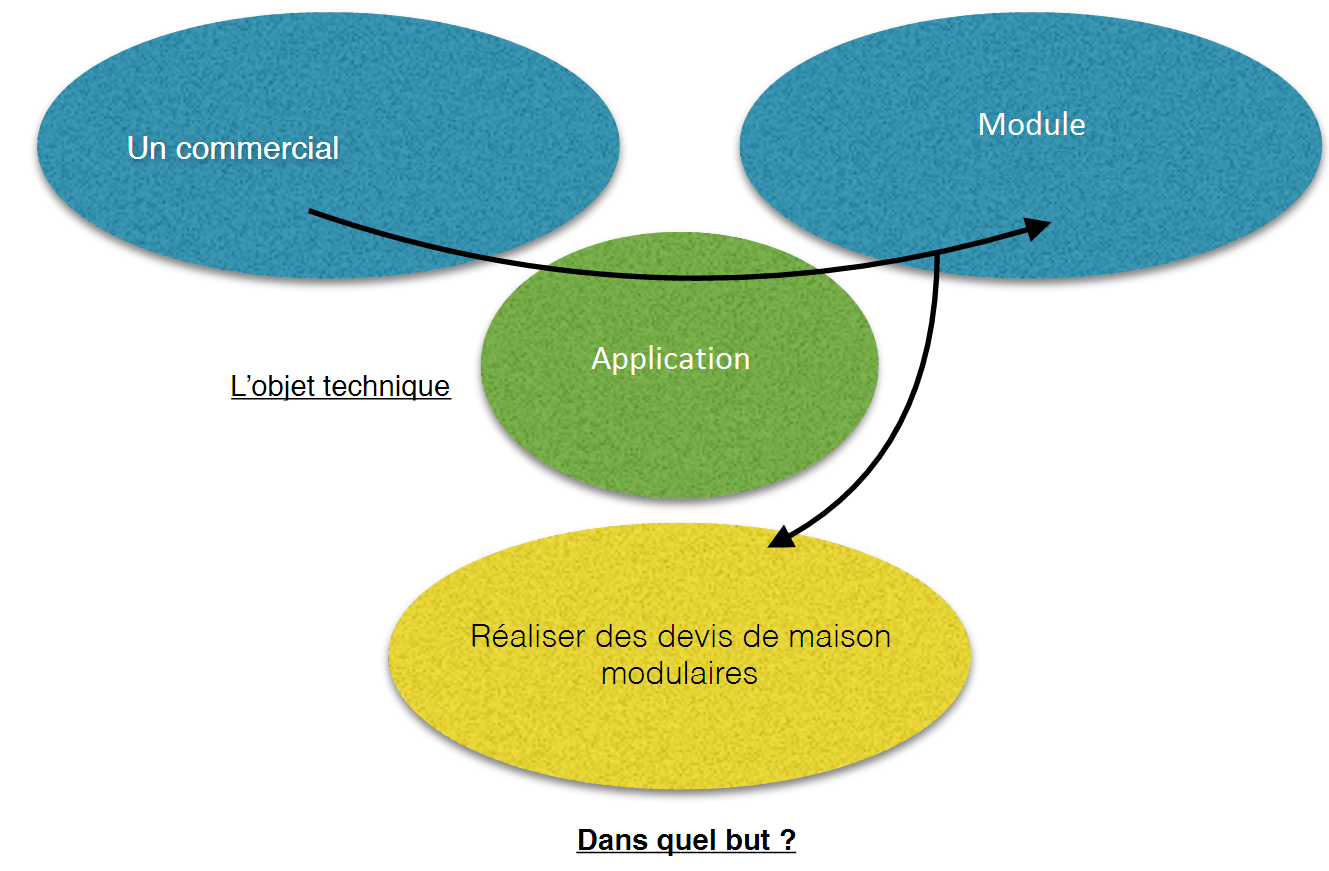 Un commercial
Module
Application
L’objet technique
Réaliser des devis de maison
modulaires
Dans quel but ?